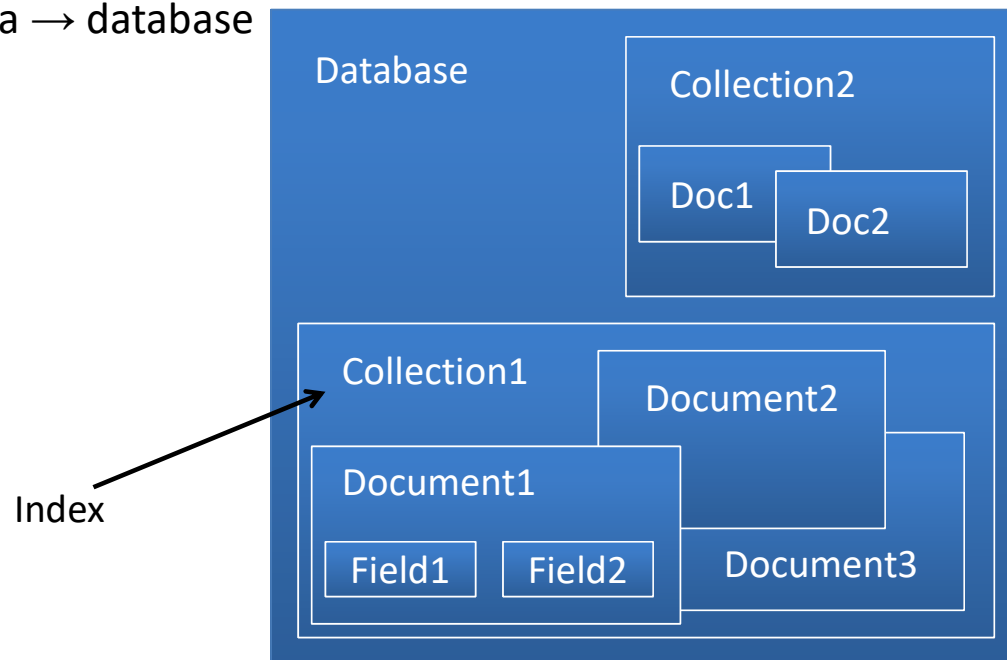 a → database
Database
Collection2
Doc1
Doc2
Collection1
Document2
Document1
Index
Field1
Field2
Document3